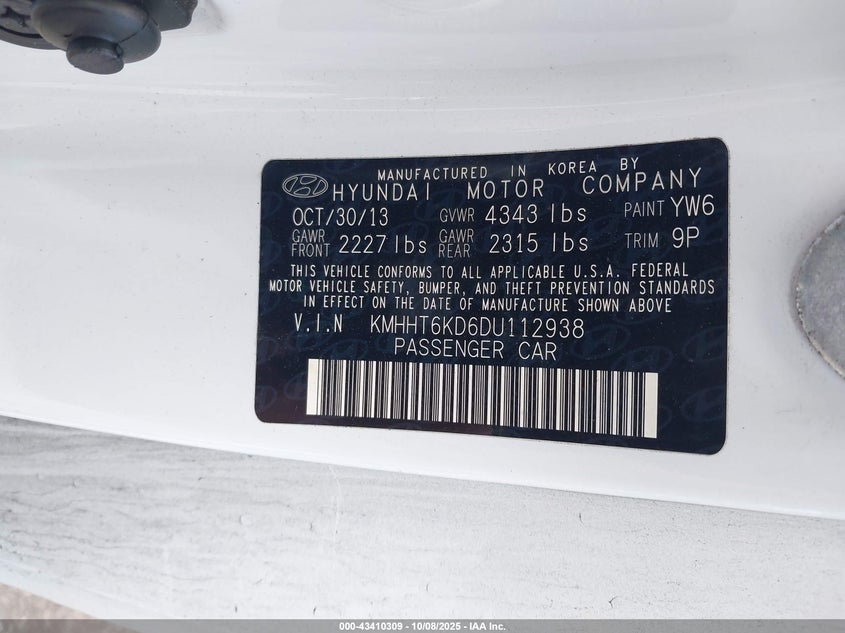 MANUFACTURED IN KOREA BY
HYUNDAI MOTOR COMPANY
OCT/30/13 GVWR 4343 lbs PAINT YW6
GAWR FRONT 2227 lbs GAWR REAR 2315 lbs TRIM 9P
THIS VEHICLE CONFORMS TO ALL APPLICABLE U.S.A. FEDERAL
MOTOR VEHICLE SAFETY, BUMPER, AND THEFT PREVENTION STANDARDS
IN EFFECT ON THE DATE OF MANUFACTURE SHOWN ABOVE
V.I.N KMHHT6KD6DU112938
PASSENGER CAR
000-43410309 - 10/08/2025 - IAA Inc.